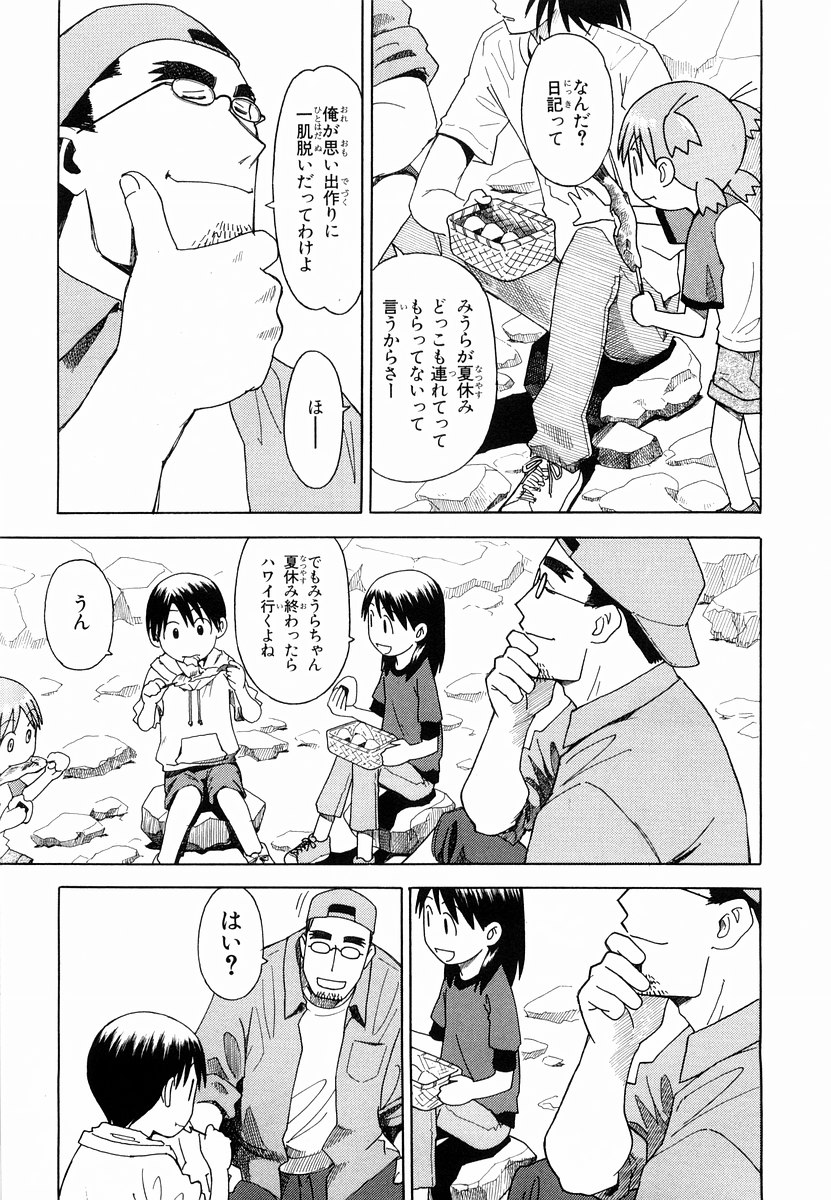 なんだ?
日記って
みうらが夏休み
どっこも連れてって
もらってないって
言うからさー
俺が思い出作りに
一肌脱いだってわけよ
ほー
でもみうらちゃん
夏休み終わったら
ハワイ行くよね
うん
はい?